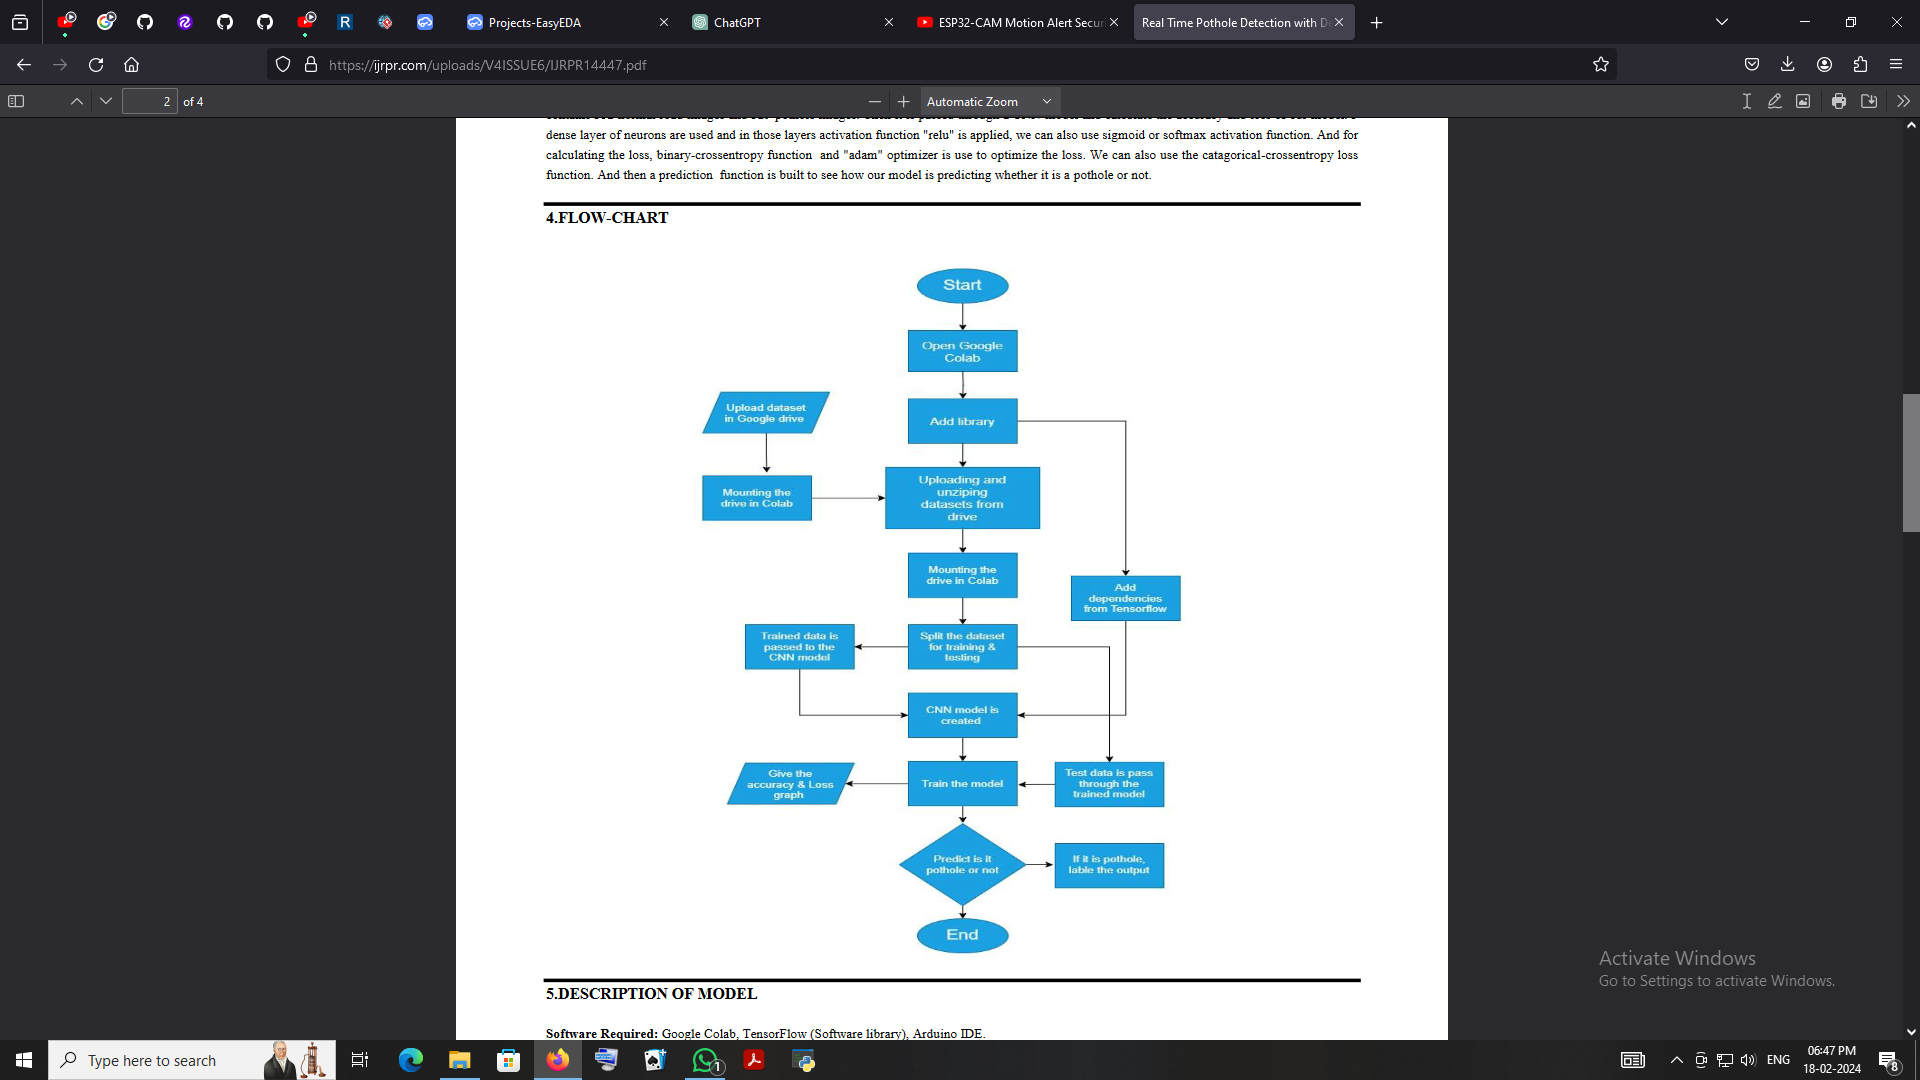 Projects-EasyEDA
ChatGPT
ESP32-CAM Motion Alert Secur
Real Time Pothole Detection with D
https://ijrpr.com/uploads/V4ISSUE6/IJRPR14447.pdf
2 of 4
Automatic Zoom
dense layer of neurons are used and in those layers activation function "relu" is applied, we can also use sigmoid or softmax activation function. And for
calculating the loss, binary-crossentropy function and "adam" optimizer is use to optimize the loss. We can also use the catagorical-crossentropy loss
function. And then a prediction function is built to see how our model is predicting whether it is a pothole or not.
4.FLOW-CHART
Start
Open Google
Colab
Upload dataset
in Google drive
Add library
Mounting the
drive in Colab
Uploading and
unziping
datasets from
drive
Mounting the
drive in Colab
Add
dependencies
from Tensorflow
Trained data is
passed to the
CNN model
Split the dataset
for training &
testing
CNN model is
created
Give the
accuracy & Loss
graph
Train the model
Test data is pass
through the
trained model
Predict is it
pothole or not
If it is pothole,
lable the output
End
5.DESCRIPTION OF MODEL
Software Required: Google Colab, TensorFlow (Software library), Arduino IDE.
Activate Windows
Go to Settings to activate Windows.
Type here to search
1
ENG
06:47 PM
18-02-2024
8